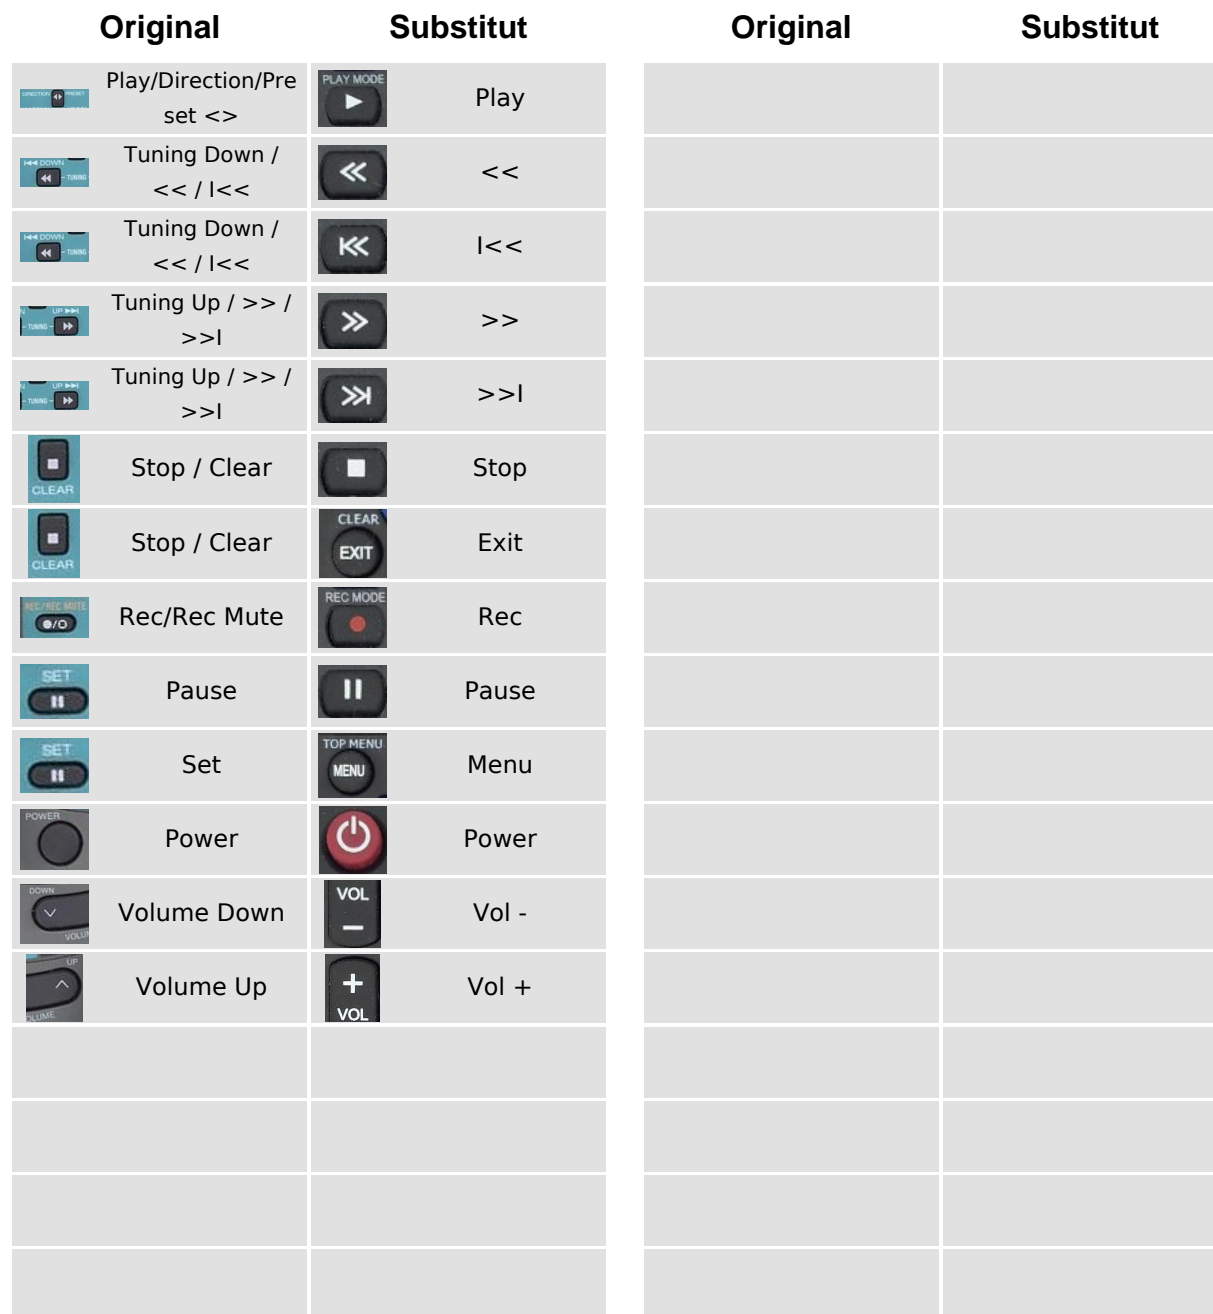 Original Substitut Original Substitut
DIRECTION PRESET Play/Direction/Pre PLAY MODE Play
set <>
I◀◀ DOWN Tuning Down / <<
◀◀ - TUNING - << / I<<
I◀◀ DOWN Tuning Down / I<<
◀◀ - TUNING - << / I<<
UP ▶▶I Tuning Up / >> / >>
- TUNING - ▶▶ >>I
UP ▶▶I Tuning Up / >> / >>I
- TUNING - ▶▶ >>I
CLEAR Stop / Clear Stop
CLEAR Stop / Clear CLEAR EXIT Exit
REC/REC MUTE Rec/Rec Mute REC MODE Rec
SET Pause Pause
SET Set TOP MENU MENU Menu
POWER Power Power
DOWN Volume Down VOL − Vol -
UP Volume Up + VOL Vol +